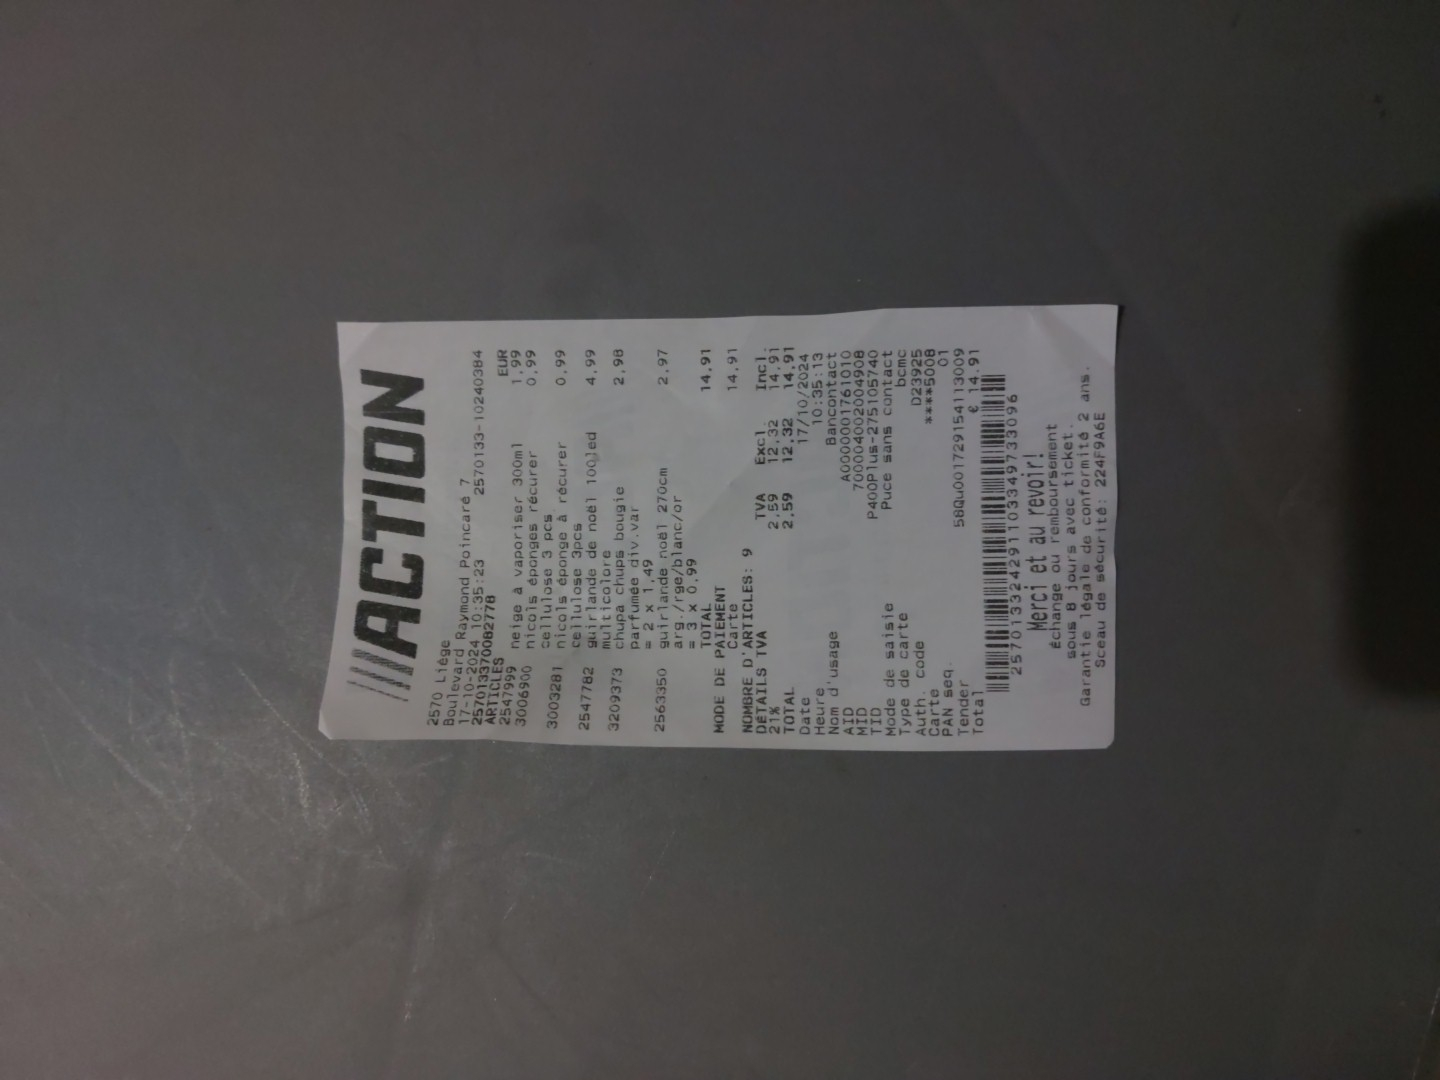 ACTION
2570 Liège
Boulevard Raymond Poincaré 7
17-10-2024 10:35:23 2570133-10240384
257013370082778
ARTICLES EUR
2547999 neige à vaporiser 300ml 1,99
3006900 nicols éponges récurer 0,99
cellulose 3 pcs
3003281 nicols éponge à récurer 0,99
cellulose 3pcs
2547782 guirlande de noël 100led 4,99
multicolore
3209373 chupa chups bougie 2,98
parfumée div.var
= 2 x 1,49
2563350 guirlande noël 270cm 2,97
arg./rge/blanc/or
= 3 x 0,99
TOTAL 14,91
MODE DE PAIEMENT
Carte 14,91
NOMBRE D'ARTICLES: 9
DÉTAILS TVA TVA Excl. Incl.
21% 2,59 12,32 14,91
TOTAL 2,59 12,32 14,91
Date 17/10/2024
Heure 10:35:13
Nom d'usage Bancontact
AID A0000001761010
MID 700004002004908
TID P400Plus-275105740
Mode de saisie Puce sans contact
Type de carte bcmc
Auth. code D23925
Carte ****5008
PAN seq. 01
Tender 58Qu001729154113009
Total € 14,91
2570133242911033497330​96
Merci et au revoir!
Échange ou remboursement
sous 8 jours avec ticket.
Garantie légale de conformité 2 ans.
Sceau de sécurité: 224F9A6E